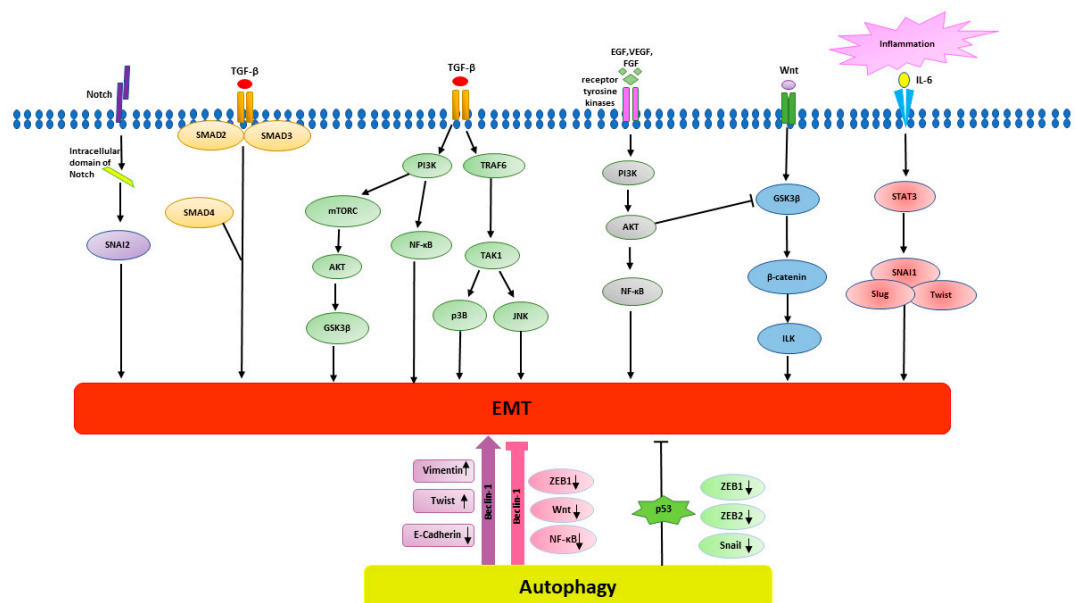 Notch
Intracellular
domain of
Notch
SNAI2
TGF-β
SMAD2
SMAD3
SMAD4
TGF-β
PI3K
TRAF6
mTORC
NF-κB
AKT
TAK1
GSK3β
p3B
JNK
EGF,VEGF,
FGF
receptor
tyrosine
kinases
PI3K
AKT
NF-κB
Wnt
GSK3β
β-catenin
ILK
Inflammation
IL-6
STAT3
SNAI1
Slug
Twist
EMT
Vimentin
Twist
E-Cadherin
Beclin-1
Beclin-1
ZEB1
Wnt
NF-κB
p53
ZEB1
ZEB2
Snail
Autophagy